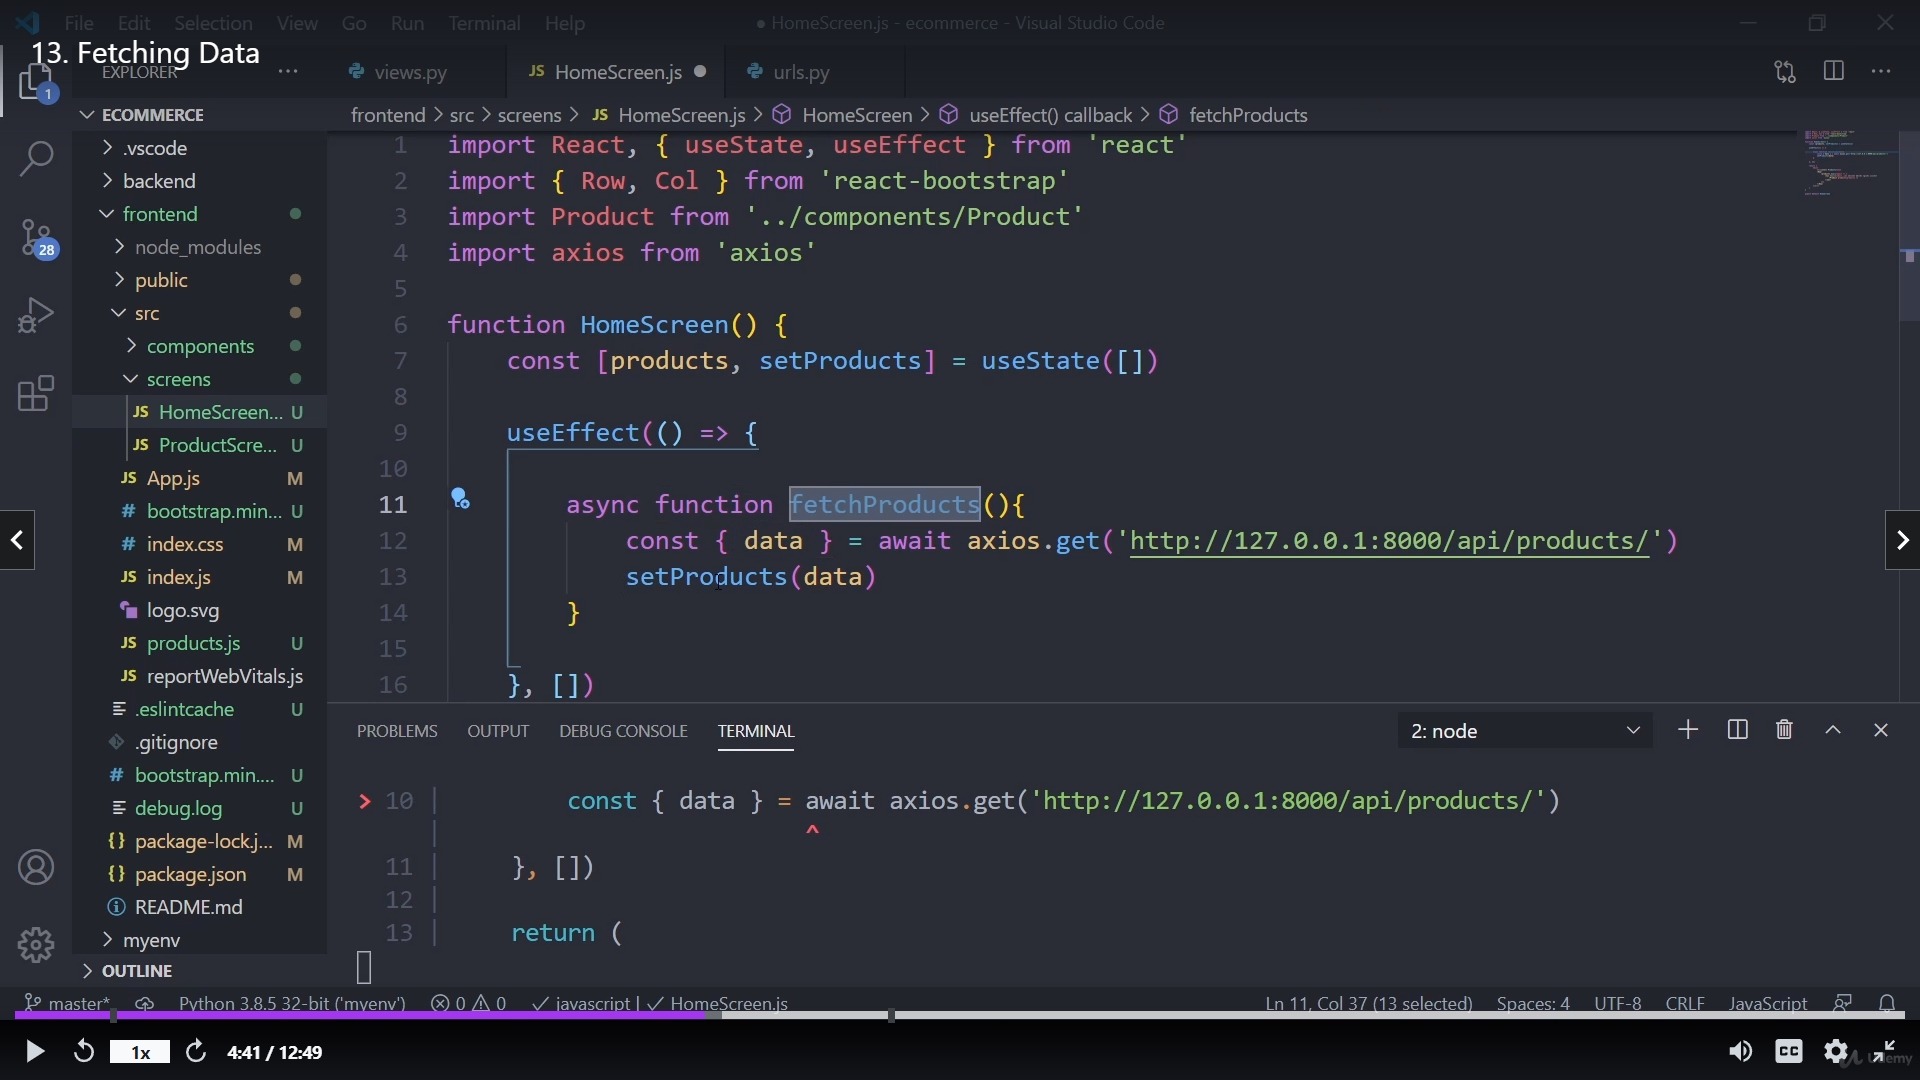 File Edit Selection View Go Run Terminal Help
● HomeScreen.js - ecommerce - Visual Studio Code
13. Fetching Data
EXPLORER ···
views.py
JS HomeScreen.js ●
urls.py
···
1
ECOMMERCE
frontend > src > screens > JS HomeScreen.js > HomeScreen > useEffect() callback > fetchProducts
.vscode
backend
frontend
node_modules
public
src
components
screens
JS HomeScreen... U
JS ProductScre... U
JS App.js M
# bootstrap.min... U
# index.css M
JS index.js M
logo.svg
JS products.js U
JS reportWebVitals.js
.eslintcache U
.gitignore
# bootstrap.min.... U
debug.log U
{} package-lock.j... M
{} package.json M
README.md
myenv
OUTLINE
28
1 import React, { useState, useEffect } from 'react'
2 import { Row, Col } from 'react-bootstrap'
3 import Product from '../components/Product'
4 import axios from 'axios'
5
6 function HomeScreen() {
7 const [products, setProducts] = useState([])
8
9 useEffect(() => {
10
11 async function fetchProducts(){
12 const { data } = await axios.get('http://127.0.0.1:8000/api/products/')
13 setProducts(data)
14 }
15
16 }, [])
PROBLEMS OUTPUT DEBUG CONSOLE TERMINAL
2: node
> 10 | const { data } = await axios.get('http://127.0.0.1:8000/api/products/')
| ^
11 | }, [])
12 |
13 | return (
master* Python 3.8.5 32-bit ('myenv') 0 0 javascript | HomeScreen.js
Ln 11, Col 37 (13 selected) Spaces: 4 UTF-8 CRLF JavaScript
1x 4:41 / 12:49
CC
Udemy